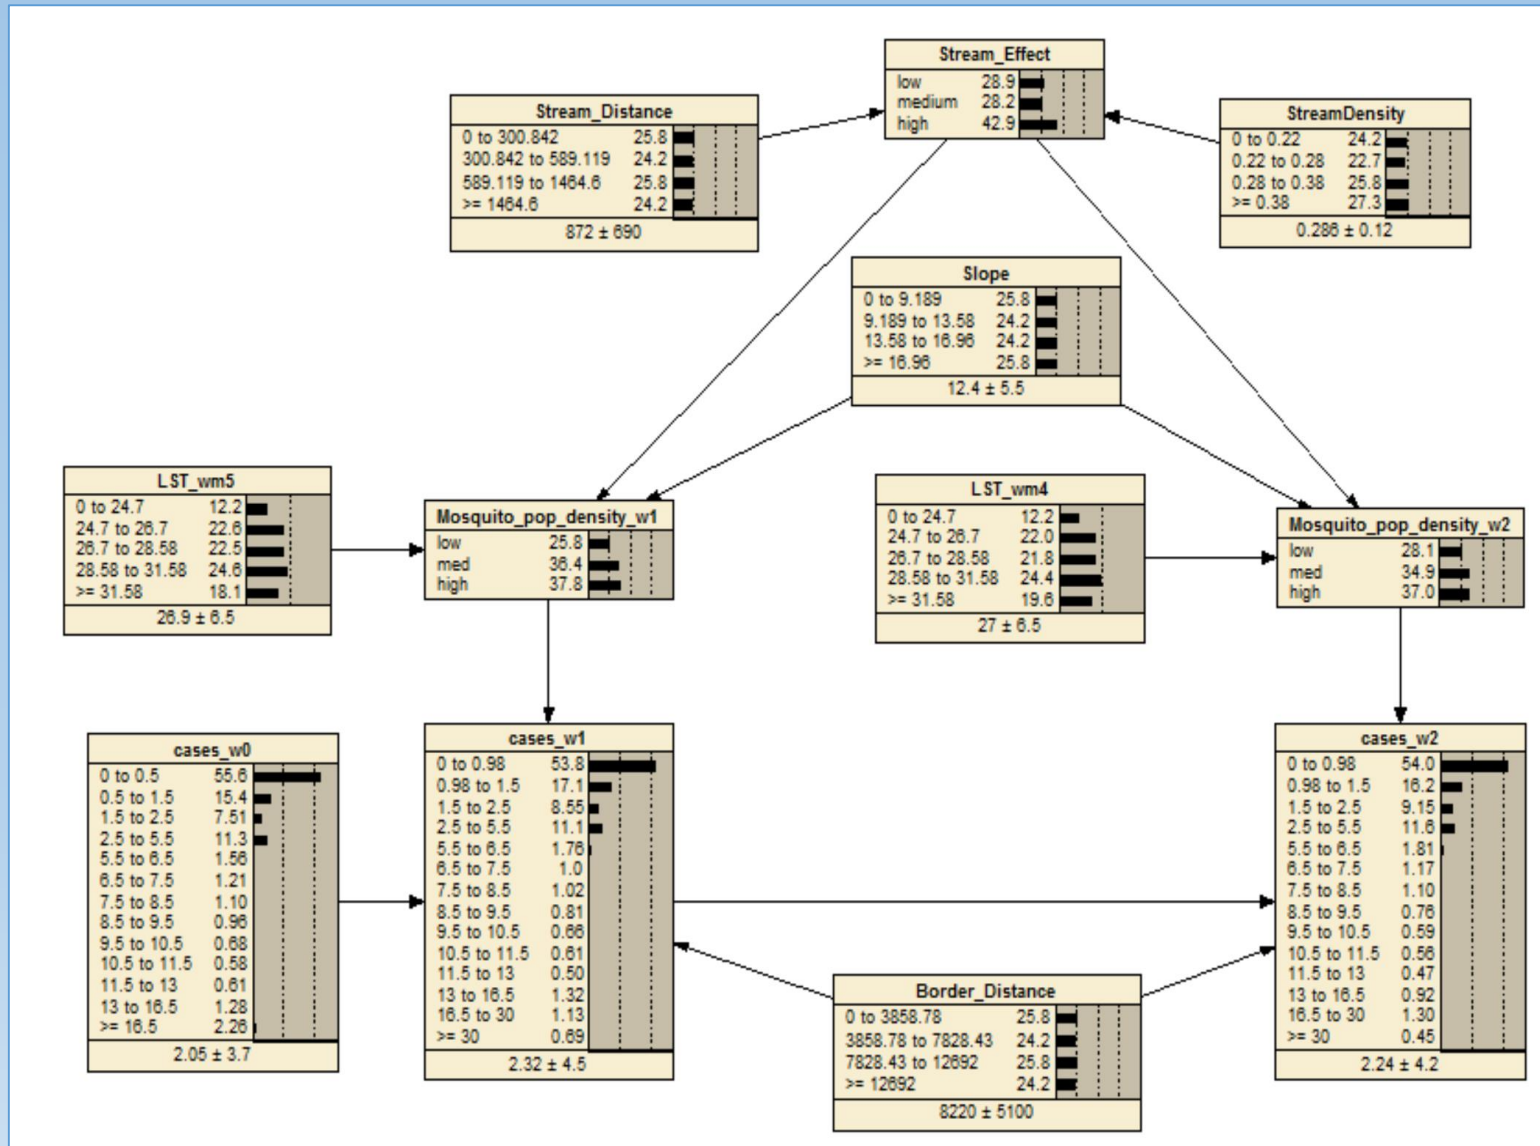 Stream_Effect
low 28.9
medium 28.2
high 42.9
Stream_Distance
0 to 300.842 25.8
300.842 to 589.119 24.2
589.119 to 1464.6 25.8
>= 1464.6 24.2
872 ± 690
StreamDensity
0 to 0.22 24.2
0.22 to 0.28 22.7
0.28 to 0.38 25.8
>= 0.38 27.3
0.286 ± 0.12
Slope
0 to 9.189 25.8
9.189 to 13.58 24.2
13.58 to 16.96 24.2
>= 16.96 25.8
12.4 ± 5.5
LST_wm5
0 to 24.7 12.2
24.7 to 26.7 22.6
26.7 to 28.58 22.5
28.58 to 31.58 24.6
>= 31.58 18.1
26.9 ± 6.5
Mosquito_pop_density_w1
low 25.8
med 36.4
high 37.8
LST_wm4
0 to 24.7 12.2
24.7 to 26.7 22.0
26.7 to 28.58 21.8
28.58 to 31.58 24.4
>= 31.58 19.6
27 ± 6.5
Mosquito_pop_density_w2
low 28.1
med 34.9
high 37.0
cases_w0
0 to 0.5 55.6
0.5 to 1.5 15.4
1.5 to 2.5 7.51
2.5 to 5.5 11.3
5.5 to 6.5 1.56
6.5 to 7.5 1.21
7.5 to 8.5 1.10
8.5 to 9.5 0.96
9.5 to 10.5 0.68
10.5 to 11.5 0.58
11.5 to 13 0.61
13 to 16.5 1.28
>= 16.5 2.26
2.05 ± 3.7
cases_w1
0 to 0.98 53.8
0.98 to 1.5 17.1
1.5 to 2.5 8.55
2.5 to 5.5 11.1
5.5 to 6.5 1.76
6.5 to 7.5 1.0
7.5 to 8.5 1.02
8.5 to 9.5 0.81
9.5 to 10.5 0.66
10.5 to 11.5 0.61
11.5 to 13 0.50
13 to 16.5 1.32
16.5 to 30 1.13
>= 30 0.69
2.32 ± 4.5
cases_w2
0 to 0.98 54.0
0.98 to 1.5 16.2
1.5 to 2.5 9.15
2.5 to 5.5 11.6
5.5 to 6.5 1.81
6.5 to 7.5 1.17
7.5 to 8.5 1.10
8.5 to 9.5 0.76
9.5 to 10.5 0.59
10.5 to 11.5 0.56
11.5 to 13 0.47
13 to 16.5 0.92
16.5 to 30 1.30
>= 30 0.45
2.24 ± 4.2
Border_Distance
0 to 3858.78 25.8
3858.78 to 7828.43 24.2
7828.43 to 12692 25.8
>= 12692 24.2
8220 ± 5100